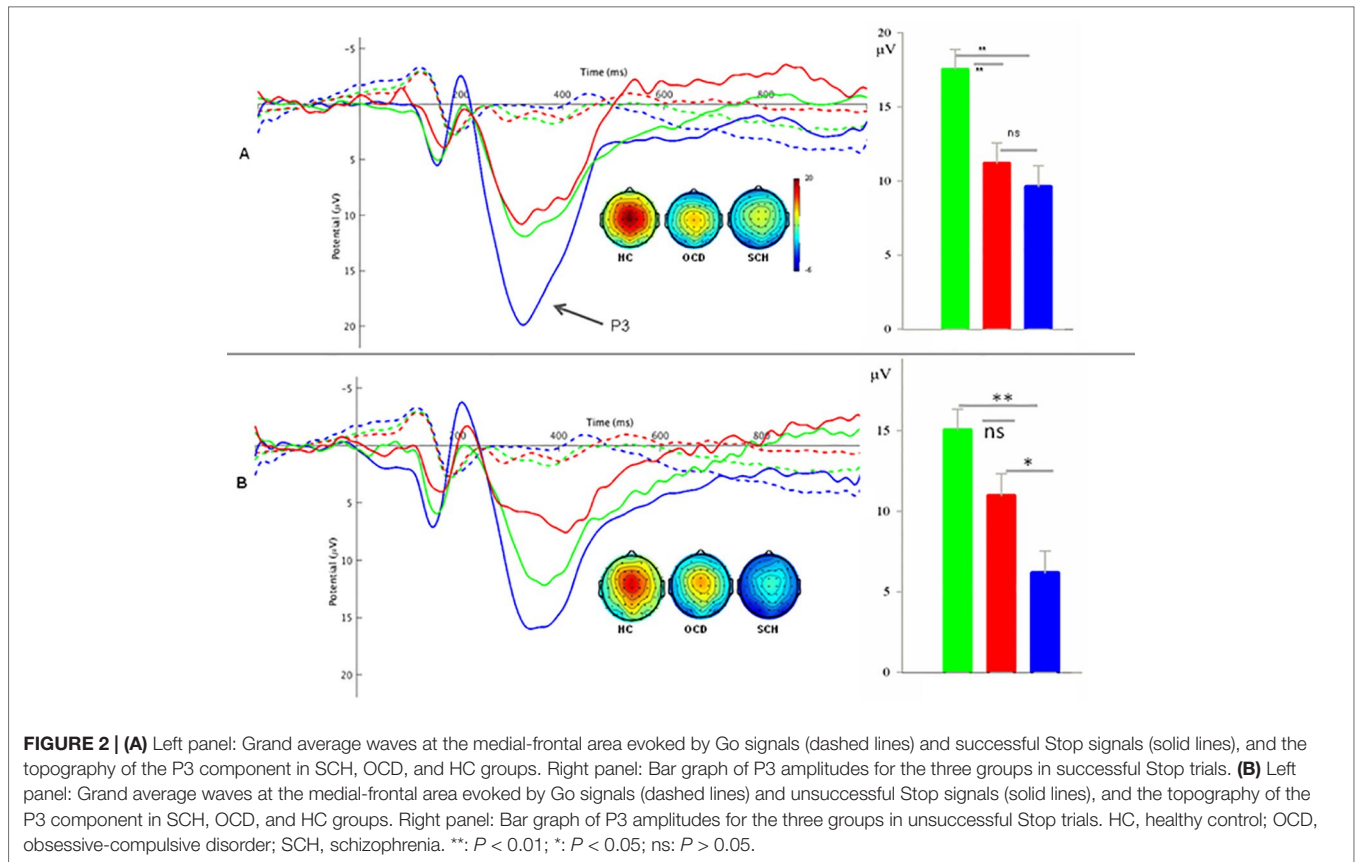 -5
Time (ms)
200
400
600
800
A
5
10
15
20
Potential (μV)
HC
OCD
SCH
20
-6
P3
20
μV
15
10
5
0
**
**
ns
-5
Time (ms)
200
400
600
800
B
5
10
15
20
Potential (μV)
HC
OCD
SCH
μV
15
10
5
0
**
ns
*
FIGURE 2 | (A) Left panel: Grand average waves at the medial-frontal area evoked by Go signals (dashed lines) and successful Stop signals (solid lines), and the
topography of the P3 component in SCH, OCD, and HC groups. Right panel: Bar graph of P3 amplitudes for the three groups in successful Stop trials. (B) Left
panel: Grand average waves at the medial-frontal area evoked by Go signals (dashed lines) and unsuccessful Stop signals (solid lines), and the topography of the
P3 component in SCH, OCD, and HC groups. Right panel: Bar graph of P3 amplitudes for the three groups in unsuccessful Stop trials. HC, healthy control; OCD,
obsessive-compulsive disorder; SCH, schizophrenia. **: P < 0.01; *: P < 0.05; ns: P > 0.05.